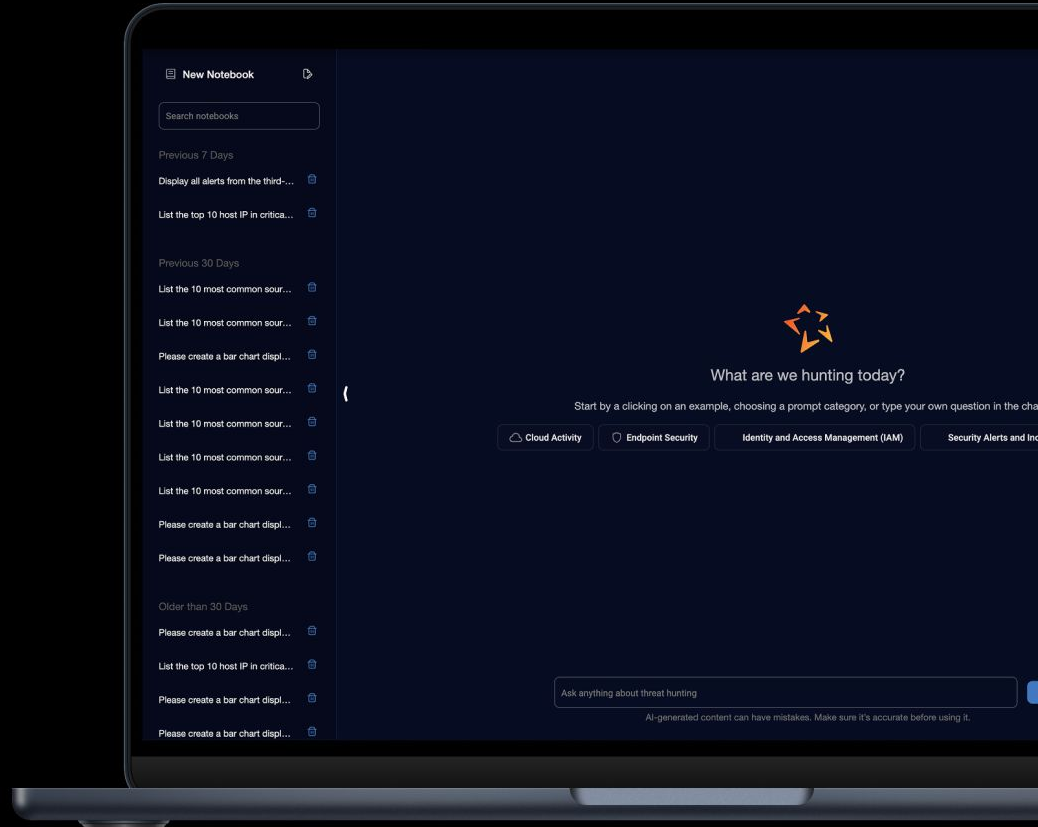 New Notebook
Search notebooks
Previous 7 Days
Display all alerts from the third-...
List the top 10 host IP in critica...
Previous 30 Days
List the 10 most common sour...
List the 10 most common sour...
Please create a bar chart displ...
List the 10 most common sour...
List the 10 most common sour...
List the 10 most common sour...
List the 10 most common sour...
Please create a bar chart displ...
Please create a bar chart displ...
Older than 30 Days
Please create a bar chart displ...
List the top 10 host IP in critica...
Please create a bar chart displ...
Please create a bar chart displ...
What are we hunting today?
Start by a clicking on an example, choosing a prompt category, or type your own question in the cha
Cloud Activity
Endpoint Security
Identity and Access Management (IAM)
Security Alerts and Inc
Ask anything about threat hunting
AI-generated content can have mistakes. Make sure it's accurate before using it.